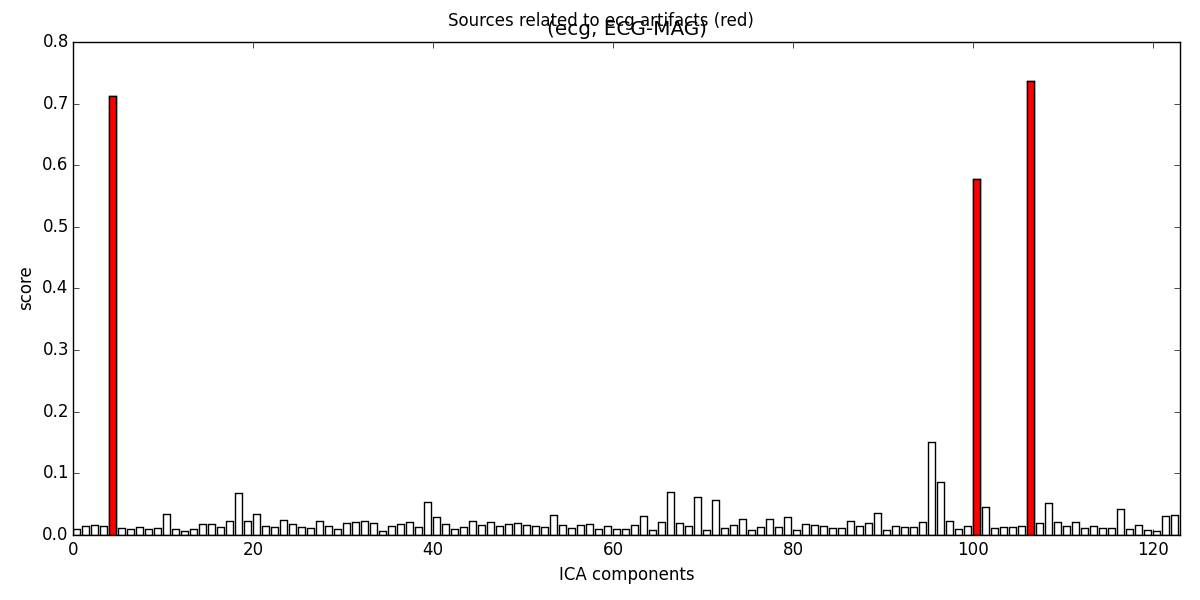 Sources related to ecg artifacts (red)
(ecg, ECG-MAG)
0.8
0.7
0.6
0.5
0.4
0.3
0.2
0.1
0.0
score
0 20 40 60 80 100 120
ICA components